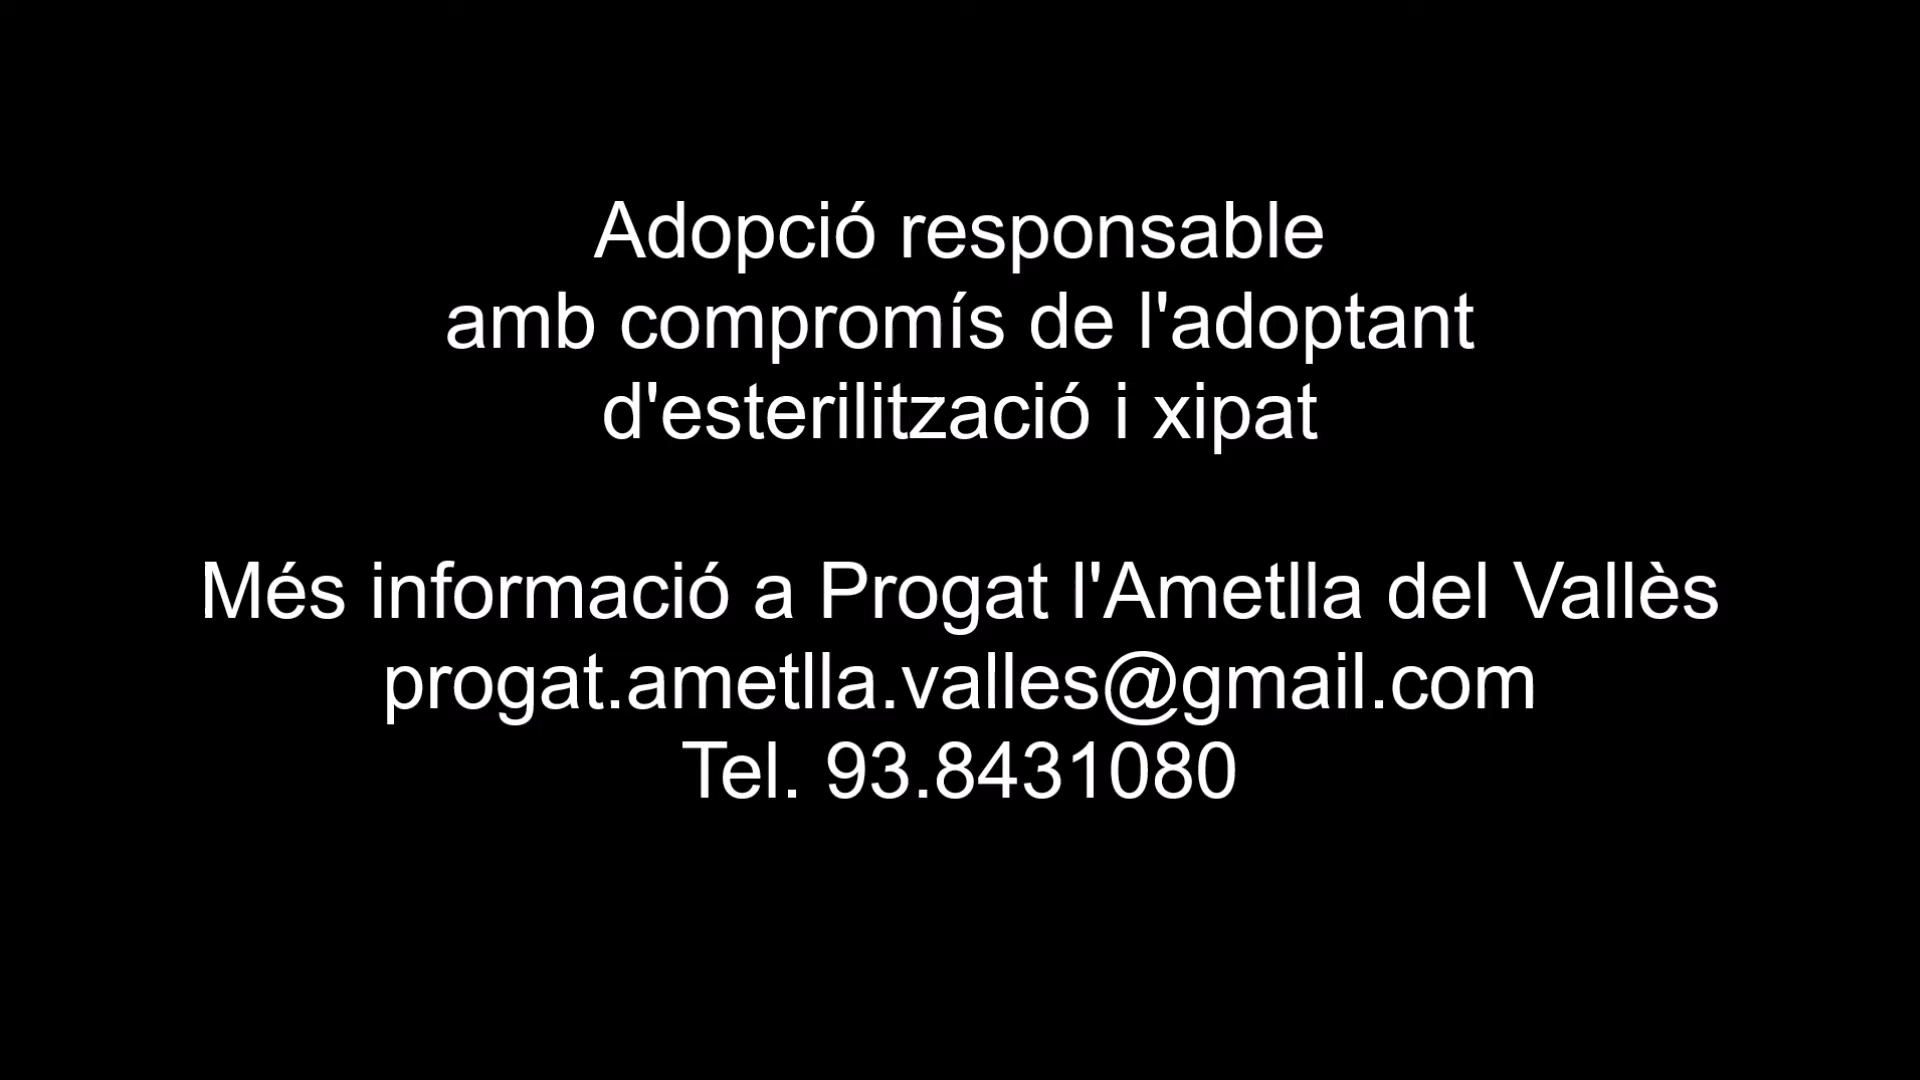 Adopció responsable
amb compromís de l'adoptant
d'esterilització i xipat
Més informació a Progat l'Ametlla del Vallès
progat.ametlla.valles@gmail.com
Tel. 93.8431080